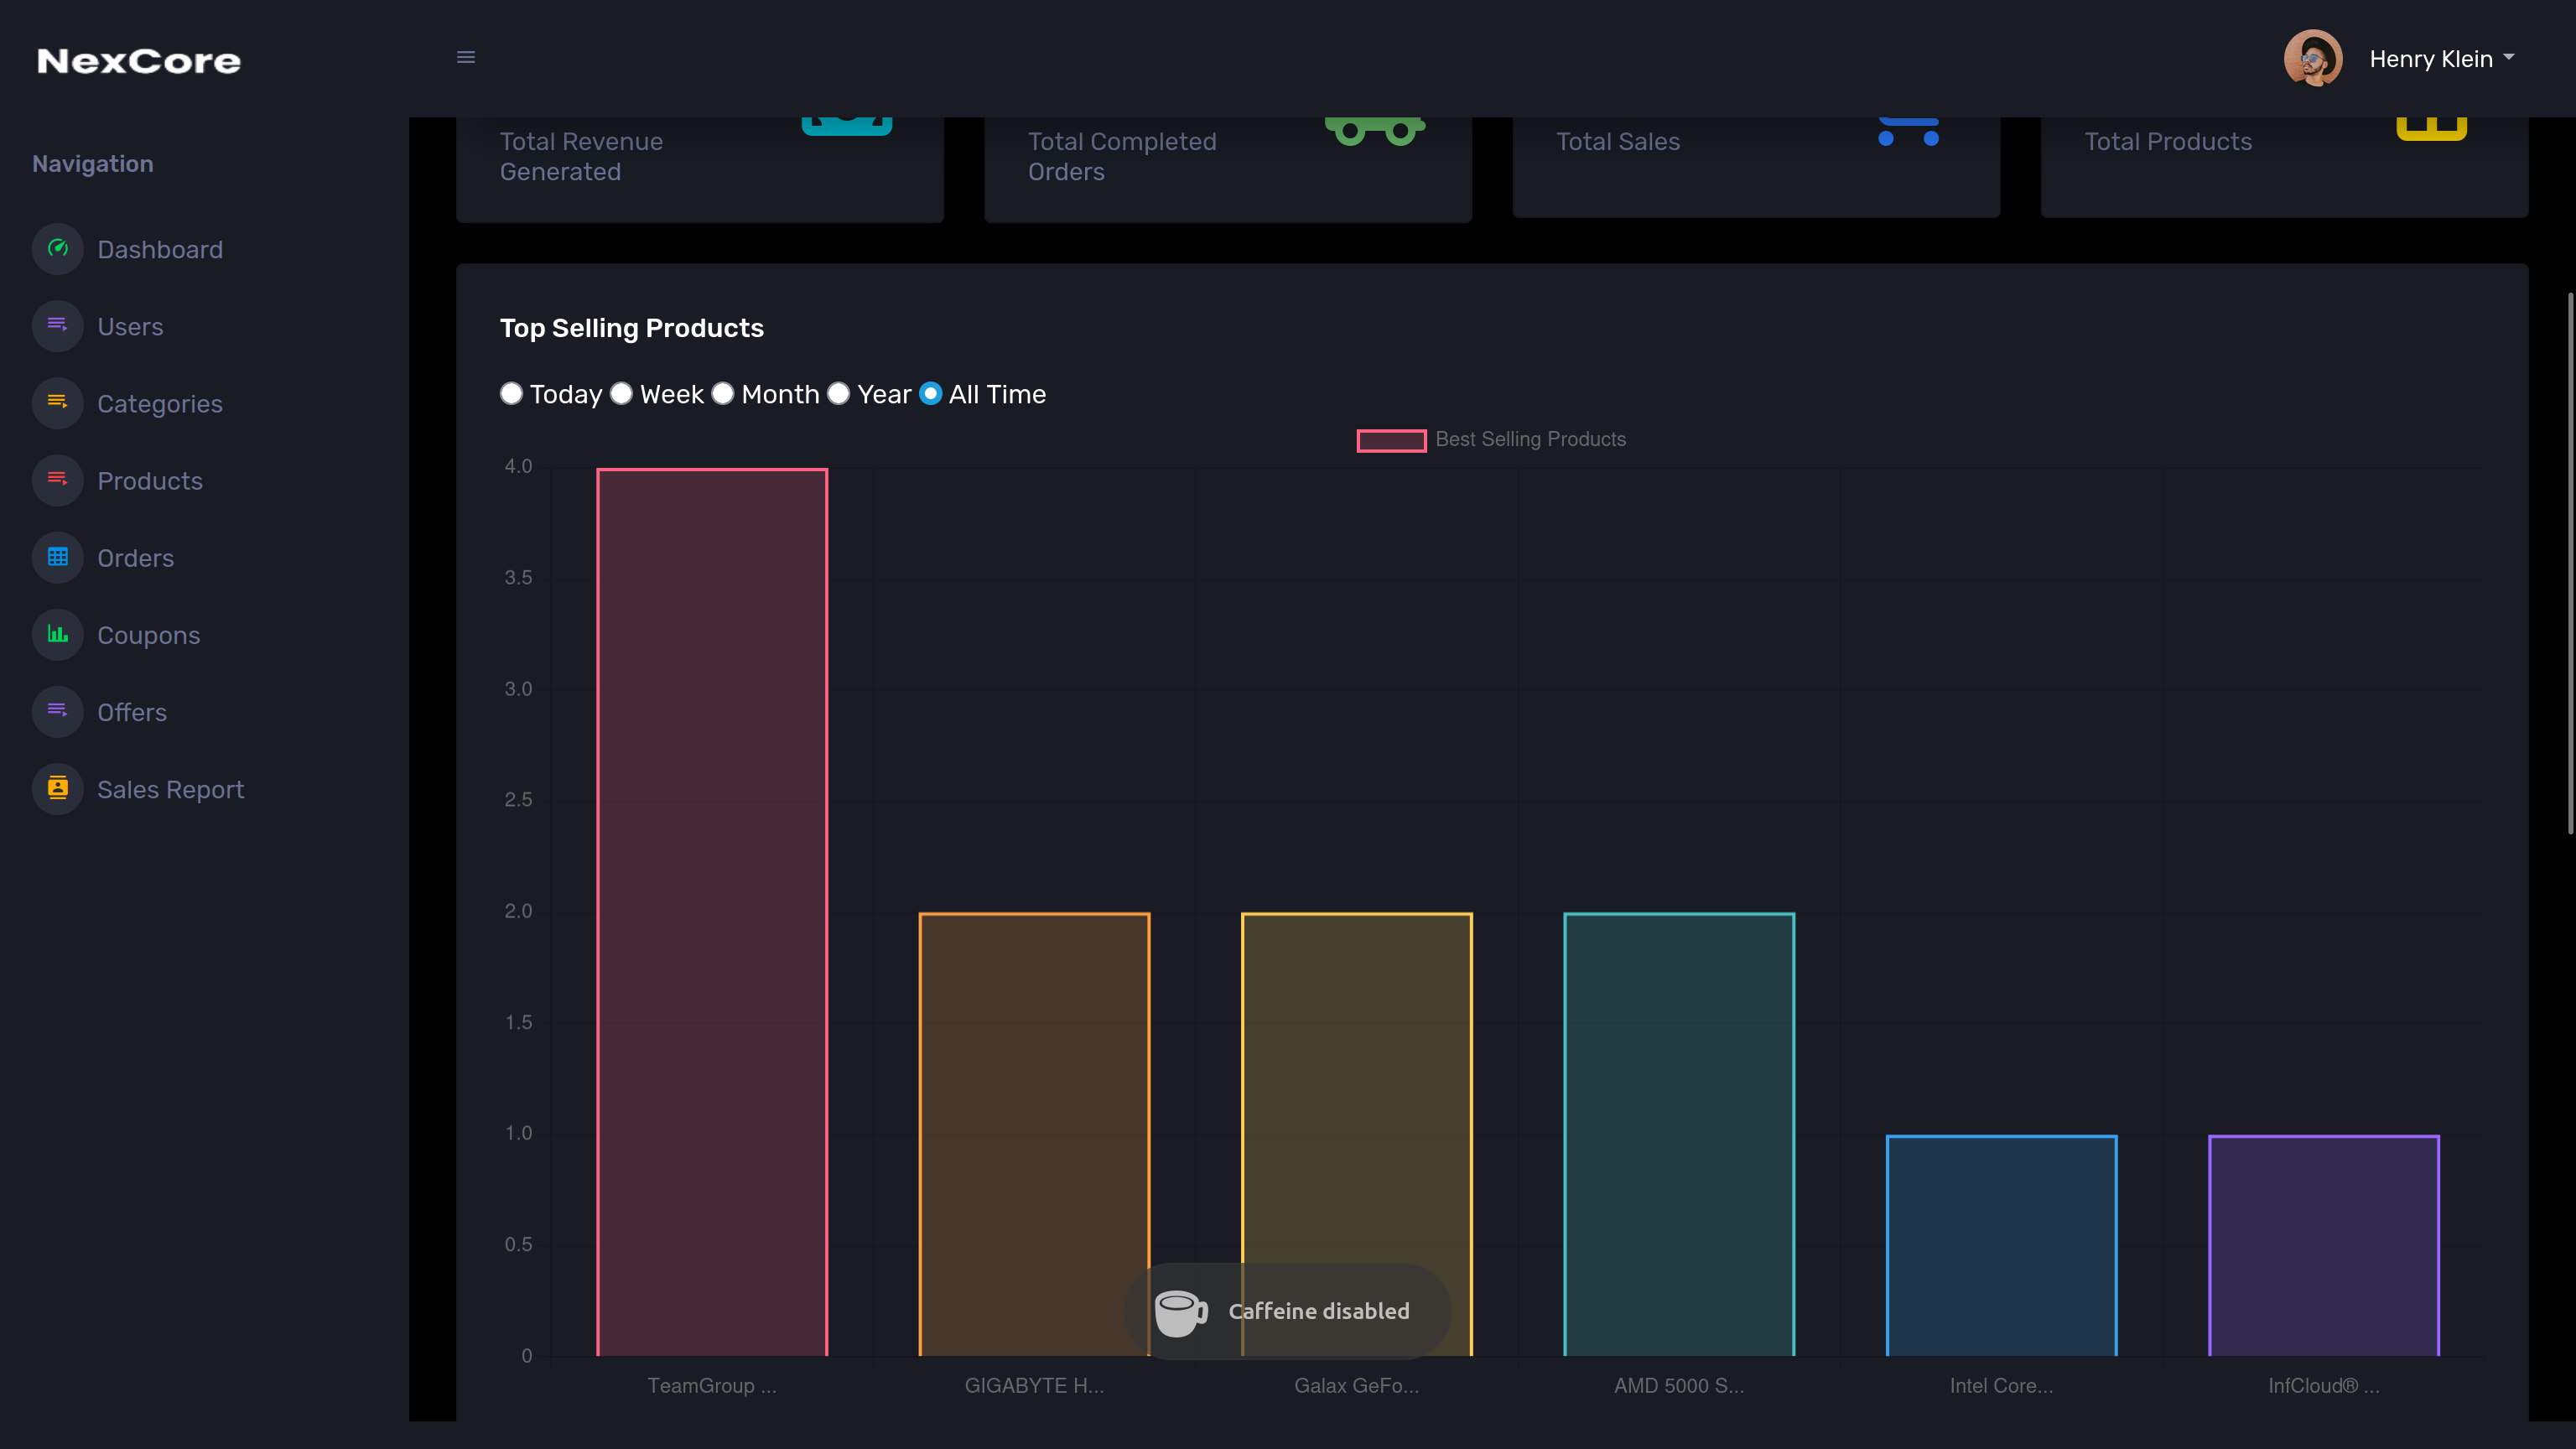 NexCore
Henry Klein
Navigation
Dashboard
Users
Categories
Products
Orders
Coupons
Offers
Sales Report
Total Revenue
Generated
Total Completed
Orders
Total Sales
Total Products
Top Selling Products
Today Week Month Year All Time
Best Selling Products
4.0
3.5
3.0
2.5
2.0
1.5
1.0
0.5
0
TeamGroup ...
GIGABYTE H...
Galax GeFo...
AMD 5000 S...
Intel Core...
InfCloud® ...
Caffeine disabled